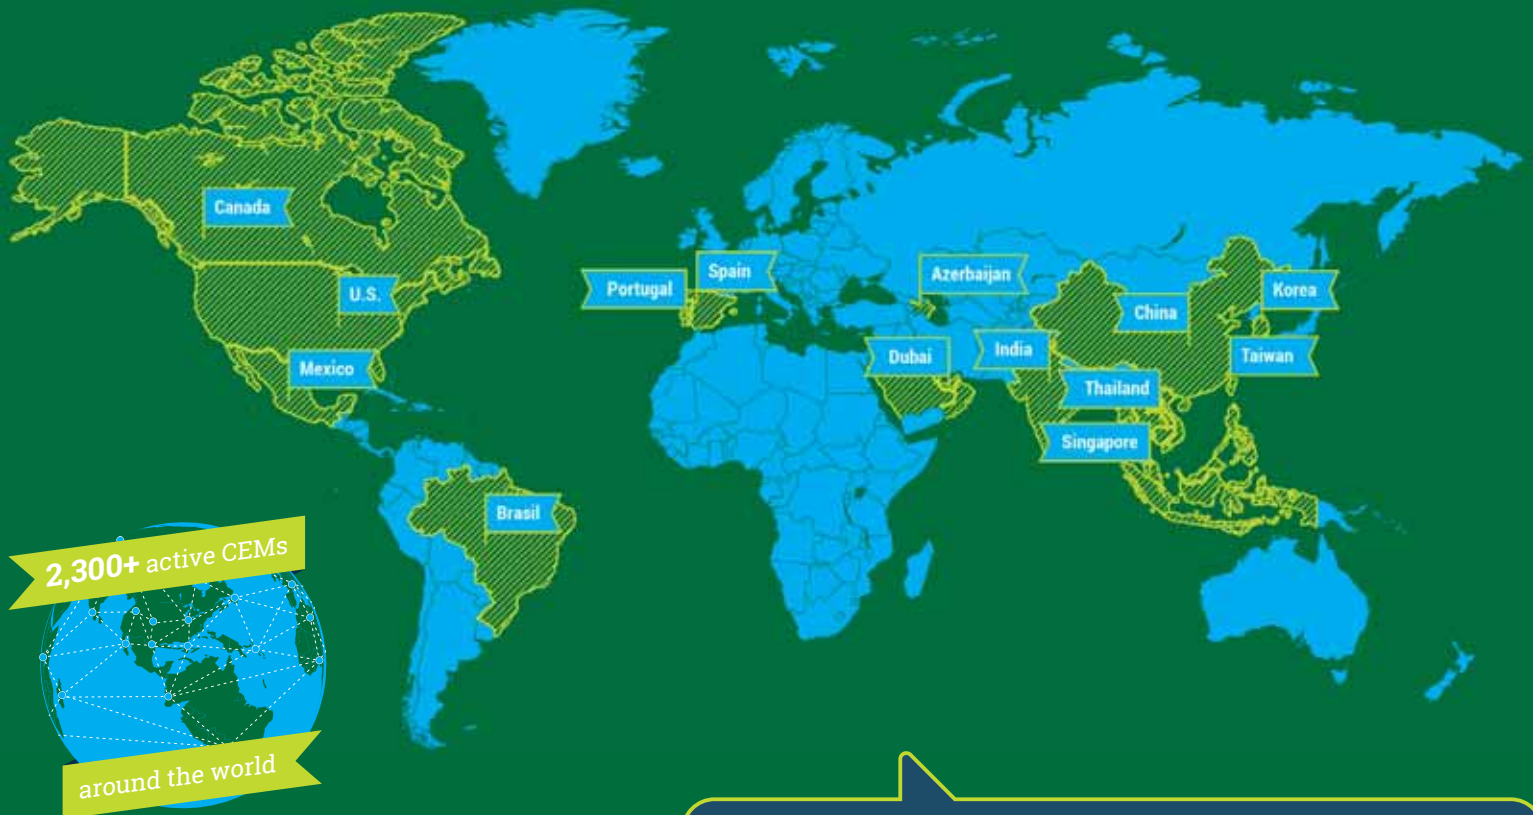 Canada
U.S.
Mexico
Brasil
Portugal
Spain
Azerbaijan
Dubai
India
China
Korea
Taiwan
Thailand
Singapore
2,300+ active CEMs
around the world